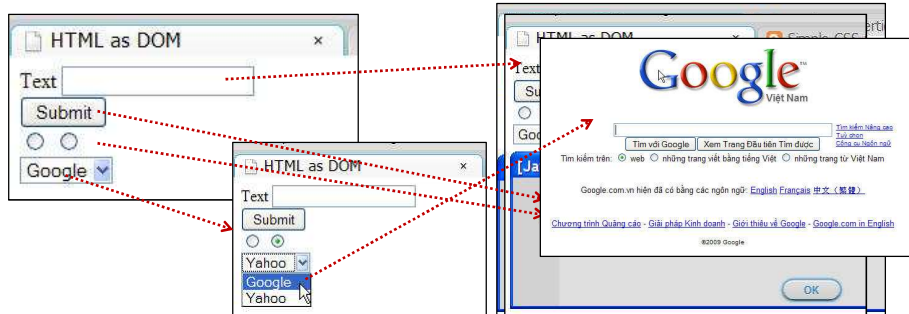 HTML as DOM ×
Text
Submit
Google
HTML as DOM ×
Text
Submit
Yahoo
Google
Yahoo
HTML as DOM ×
Simple CSS
Text
Su
Goo
[Ja
Google™
Việt Nam
Tìm với Google Xem Trang Đầu tiên Tìm được
Tìm kiếm Nâng cao
Tuỳ chọn
Công cụ Ngôn ngữ
Tìm kiếm trên: web những trang viết bằng tiếng Việt những trang từ Việt Nam
Google.com.vn hiện đã có bằng các ngôn ngữ: English Français 中文 (繁體)
Chương trình Quảng cáo - Giải pháp Kinh doanh - Giới thiệu về Google - Google.com in English
©2009 Google
OK